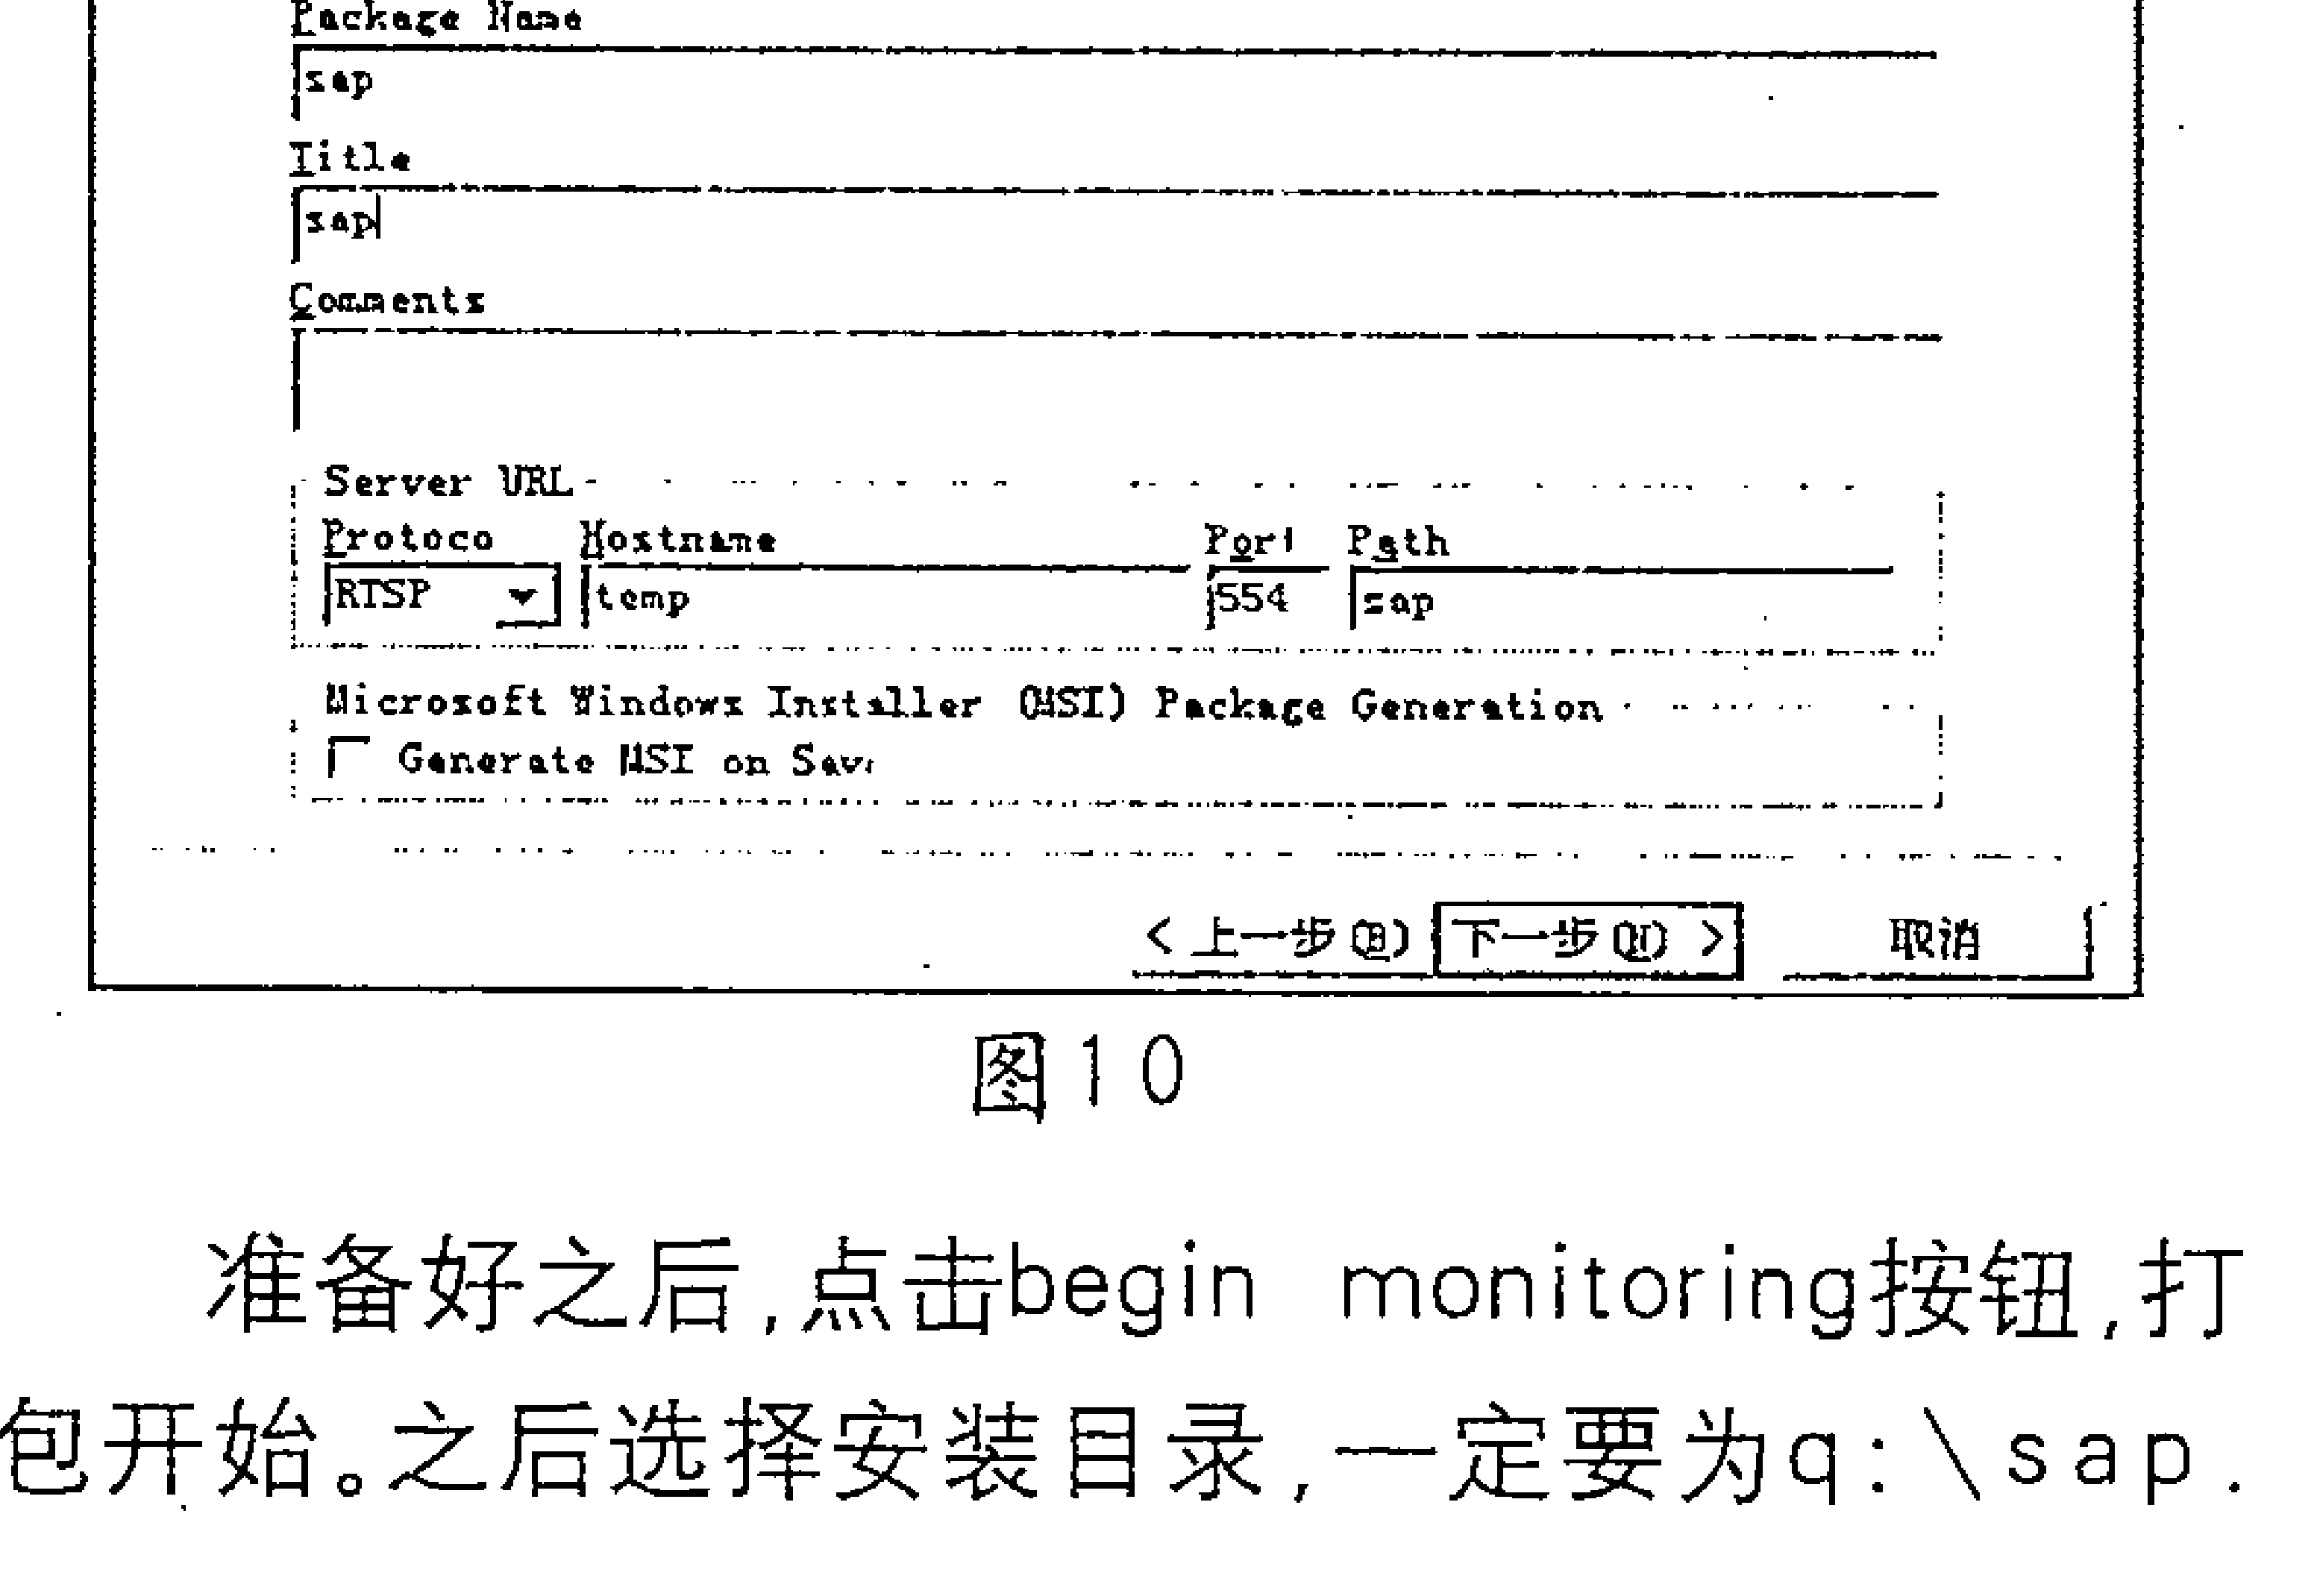 Package Name
sap
Title
sap
Comments
Server URL
Protoco Hostname Port Path
RTSP temp 554 sap
Microsoft Windows Installer (MSI) Package Generation
Generate MSI on Save
<上一步(B) 下一步(N) > 取消
图10
准备好之后,点击begin monitoring按钮,打
包开始。之后选择安装目录,一定要为q:\sap.